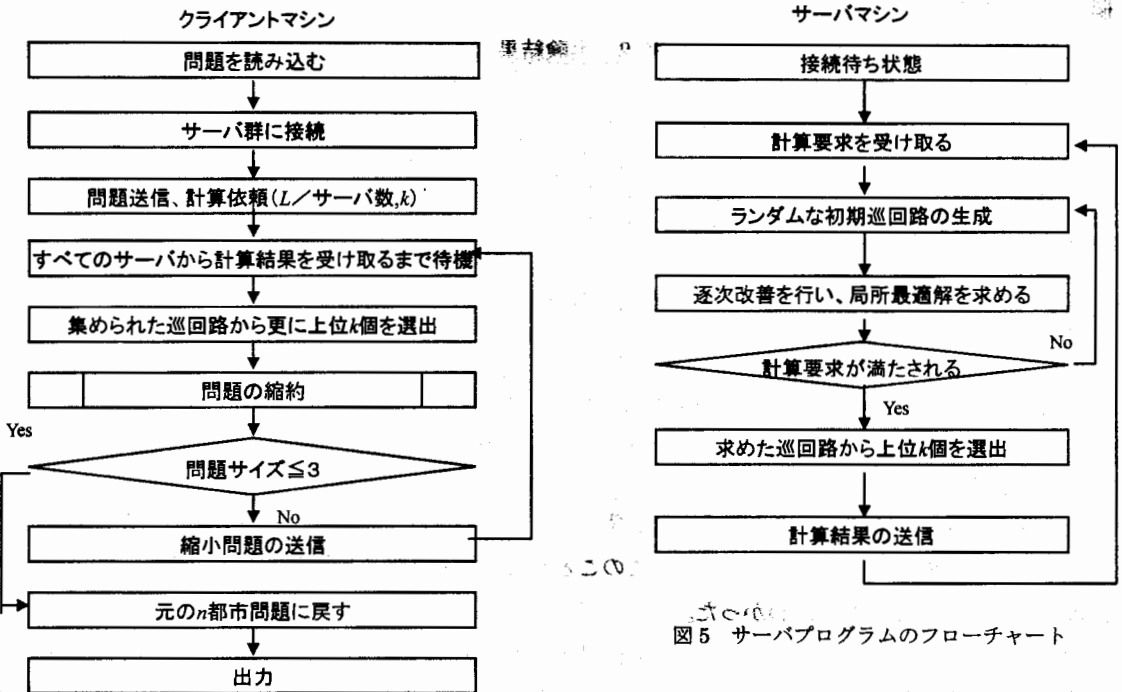 クライアントマシン
問題を読み込む
サーバ群に接続
問題送信、計算依頼(L／サーバ数,k)
すべてのサーバから計算結果を受け取るまで待機
集められた巡回路から更に上位k個を選出
問題の縮約
Yes
問題サイズ≦3
No
縮小問題の送信
元のn都市問題に戻す
出力
サーバマシン
接続待ち状態
計算要求を受け取る
ランダムな初期巡回路の生成
逐次改善を行い、局所最適解を求める
No
計算要求が満たされる
Yes
求めた巡回路から上位k個を選出
計算結果の送信
図5 サーバプログラムのフローチャート